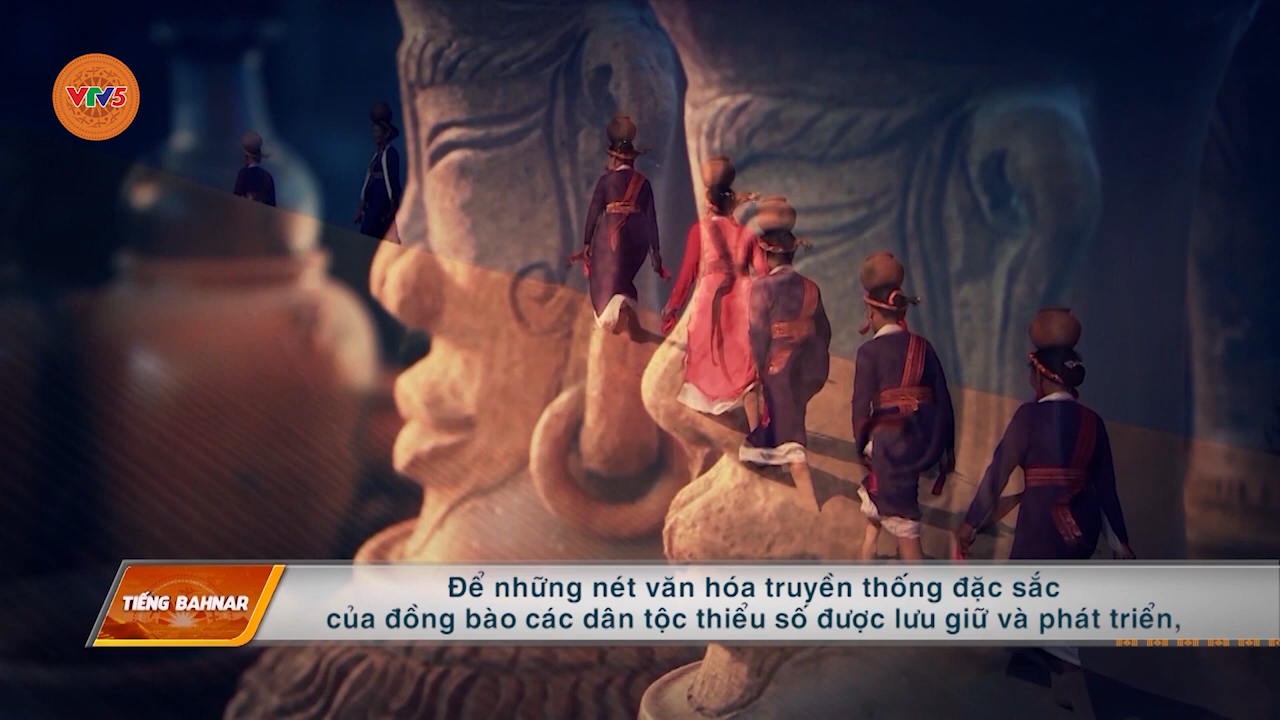 VTV5
TIẾNG BAHNAR
Để những nét văn hóa truyền thống đặc sắc
của đồng bào các dân tộc thiểu số được lưu giữ và phát triển,